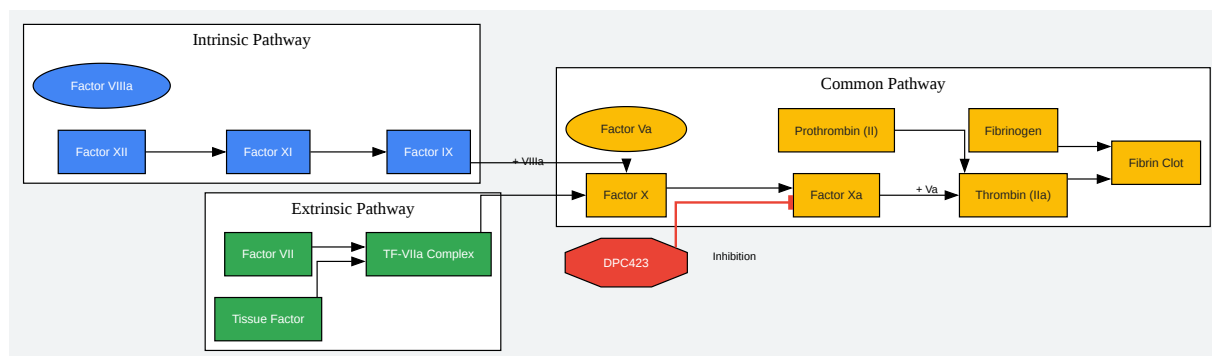 Intrinsic Pathway
Factor VIIIa
Factor XII
Factor XI
Factor IX
+ VIIIa
Extrinsic Pathway
Factor VII
TF-VIIa Complex
Tissue Factor
Common Pathway
Factor Va
Prothrombin (II)
Fibrinogen
Fibrin Clot
Factor X
Factor Xa
+ Va
Thrombin (IIa)
DPC423
Inhibition